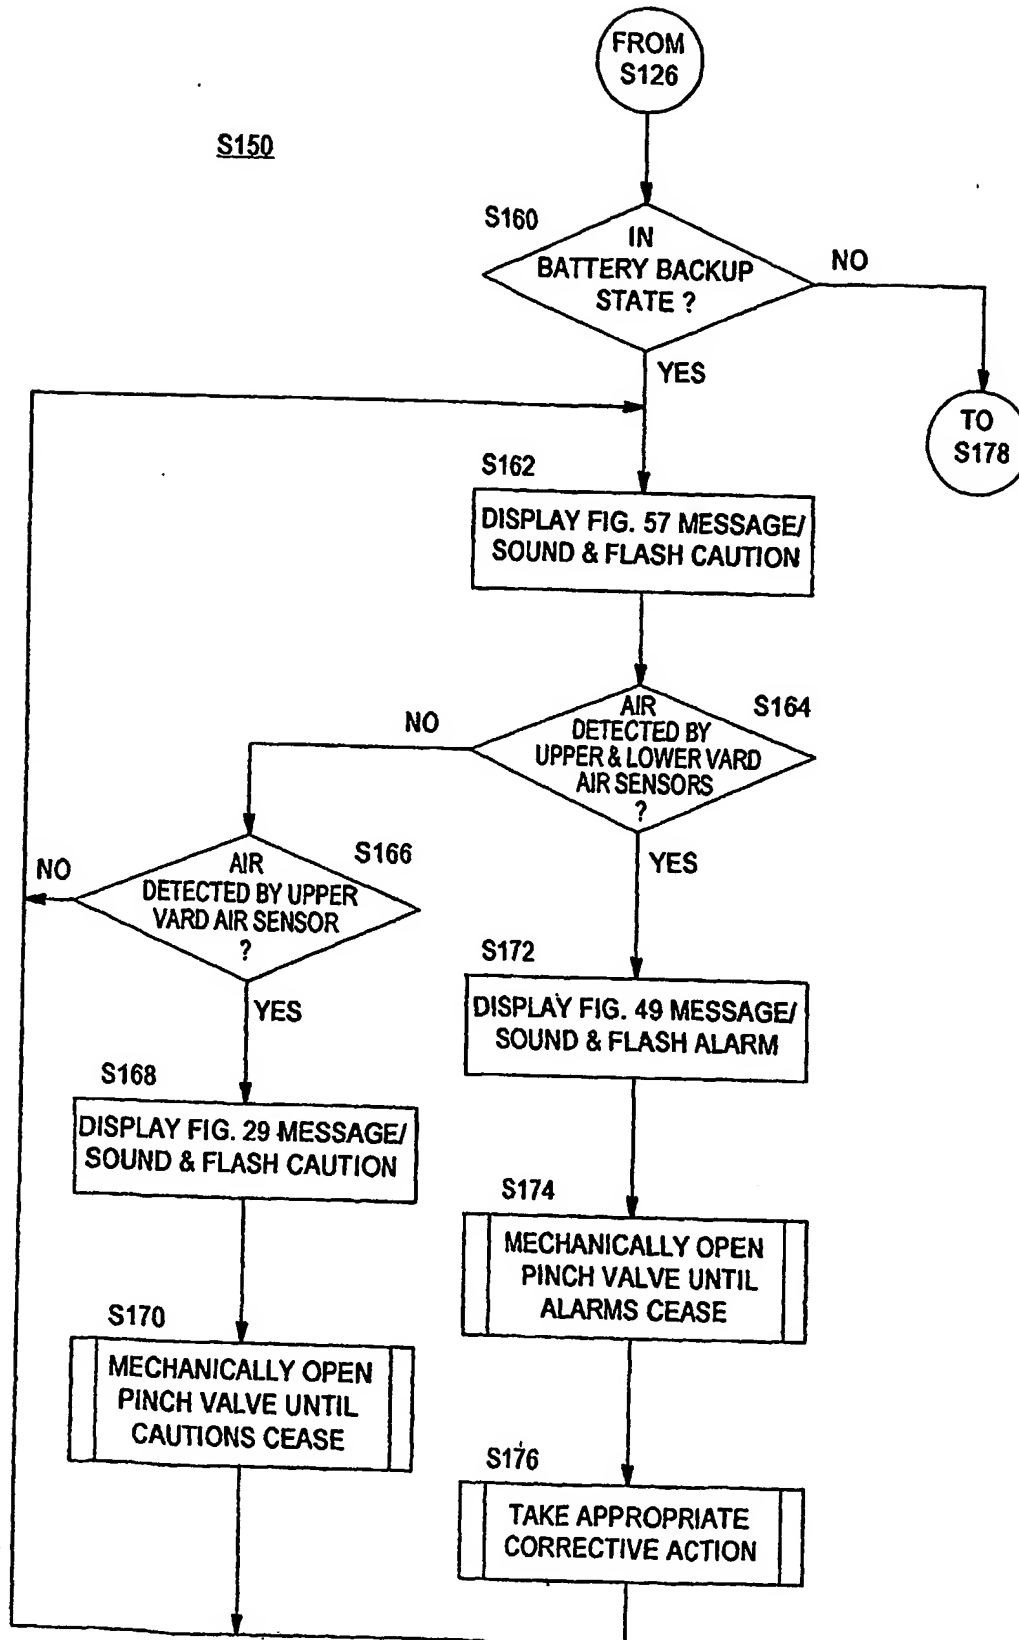 FROM
S126
S150
S160
IN
BATTERY BACKUP
STATE ?
NO
YES
TO
S178
S162
DISPLAY FIG. 57 MESSAGE/
SOUND & FLASH CAUTION
S164
AIR
DETECTED BY
UPPER & LOWER VARD
AIR SENSORS
?
NO
YES
S166
AIR
DETECTED BY UPPER
VARD AIR SENSOR
?
NO
YES
S172
DISPLAY FIG. 49 MESSAGE/
SOUND & FLASH ALARM
S168
DISPLAY FIG. 29 MESSAGE/
SOUND & FLASH CAUTION
S174
MECHANICALLY OPEN
PINCH VALVE UNTIL
ALARMS CEASE
S170
MECHANICALLY OPEN
PINCH VALVE UNTIL
CAUTIONS CEASE
S176
TAKE APPROPRIATE
CORRECTIVE ACTION